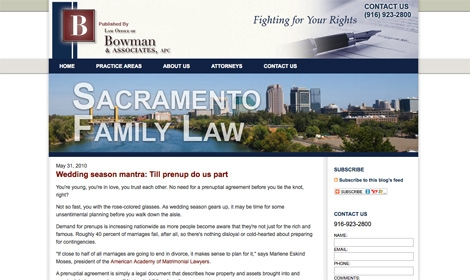 CONTACT US
(916) 923-2800
Fighting for Your Rights
B
Published By
LAW OFFICE OF
BOWMAN
& ASSOCIATES, APC
HOME PRACTICE AREAS ABOUT US ATTORNEYS CONTACT US
SACRAMENTO
FAMILY LAW
May 31, 2010
Wedding season mantra: Till prenup do us part
You're young, you're in love, you trust each other. No need for a prenuptial agreement before you tie the knot,
right?
Not so fast, you with the rose-colored glasses. As wedding season gears up, it may be time for some
unsentimental planning before you walk down the aisle.
Demand for prenups is increasing nationwide as more people become aware that they're not just for the rich and
famous. Roughly 40 percent of marriages fail, after all, so there's nothing disloyal or cold-hearted about preparing
for contingencies.
"If close to half of all marriages are going to end in divorce, it makes sense to plan for it," says Marlene Eskind
Moses, president of the American Academy of Matrimonial Lawyers.
A prenuptial agreement is simply a legal document that describes how property and assets brought into and
SUBSCRIBE
Subscribe to this blog's feed
SUBSCRIBE
CONTACT US
916-923-2800
NAME:
EMAIL:
PHONE:
COMMENTS: